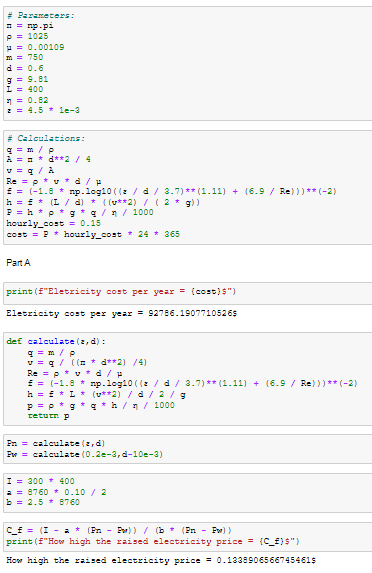 # Parameters:
π = np.pi
ρ = 1025
μ = 0.00109
m = 750
d = 0.6
g = 9.81
L = 400
η = 0.82
ε = 4.5 * 1e-3
# Calculations:
q = m / ρ
A = π * d**2 / 4
v = q / A
Re = ρ * v * d / μ
f = (-1.8 * np.log10((ε / d / 3.7)**(1.11) + (6.9 / Re)))**(-2)
h = f * (L / d) * ((v**2) / ( 2 * g))
P = h * ρ * g * q / η / 1000
hourly_cost = 0.15
cost = P * hourly_cost * 24 * 365
Part A
print(f"Eletricity cost per year = {cost}$")
Eletricity cost per year = 92786.1907710526$
def calculate(ε,d):
q = m / ρ
v = q / ((π * d**2) /4)
Re = ρ * v * d / μ
f = (-1.8 * np.log10((ε / d / 3.7)**(1.11) + (6.9 / Re)))**(-2)
h = f * L * (v**2) / d / 2 / g
p = ρ * g * q * h / η / 1000
return p
Pn = calculate(ε,d)
Pw = calculate(0.2e-3,d-10e-3)
I = 300 * 400
a = 8760 * 0.10 / 2
b = 2.5 * 8760
C_f = (I - a * (Pn - Pw)) / (b * (Pn - Pw))
print(f"How high the raised electricity price = {C_f}$")
How high the raised electricity price = 0.1338906566745461$